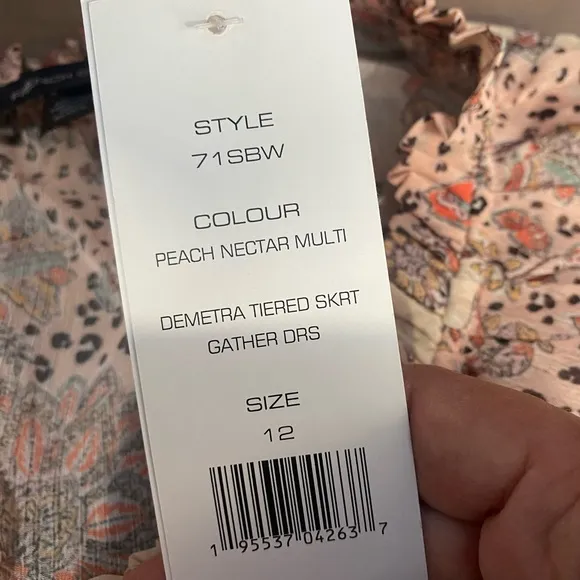 STYLE
71SBW
COLOUR
PEACH NECTAR MULTI
DEMETRA TIERED SKRT
GATHER DRS
SIZE
12
1 95537 04263 7